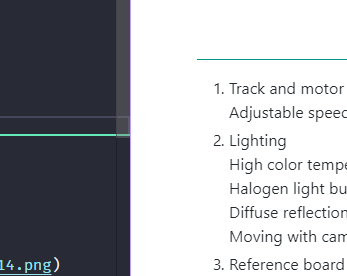 1. Track and motor
Adjustable speed
2. Lighting
High color tempe
Halogen light bu
Diffuse reflection
Moving with cam
3. Reference board
14.png)